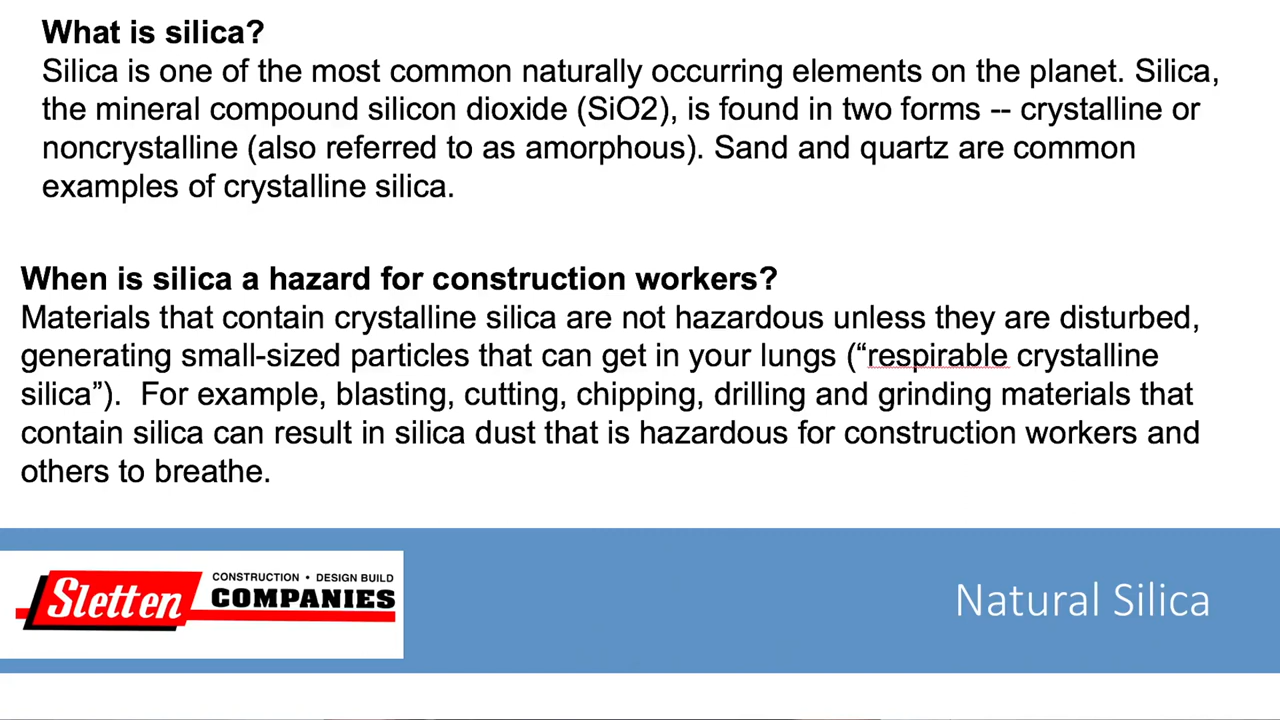 What is silica?
Silica is one of the most common naturally occurring elements on the planet. Silica,
the mineral compound silicon dioxide (SiO2), is found in two forms -- crystalline or
noncrystalline (also referred to as amorphous). Sand and quartz are common
examples of crystalline silica.
When is silica a hazard for construction workers?
Materials that contain crystalline silica are not hazardous unless they are disturbed,
generating small-sized particles that can get in your lungs (“respirable crystalline
silica”).  For example, blasting, cutting, chipping, drilling and grinding materials that
contain silica can result in silica dust that is hazardous for construction workers and
others to breathe.
Sletten
CONSTRUCTION • DESIGN BUILD
COMPANIES
Natural Silica